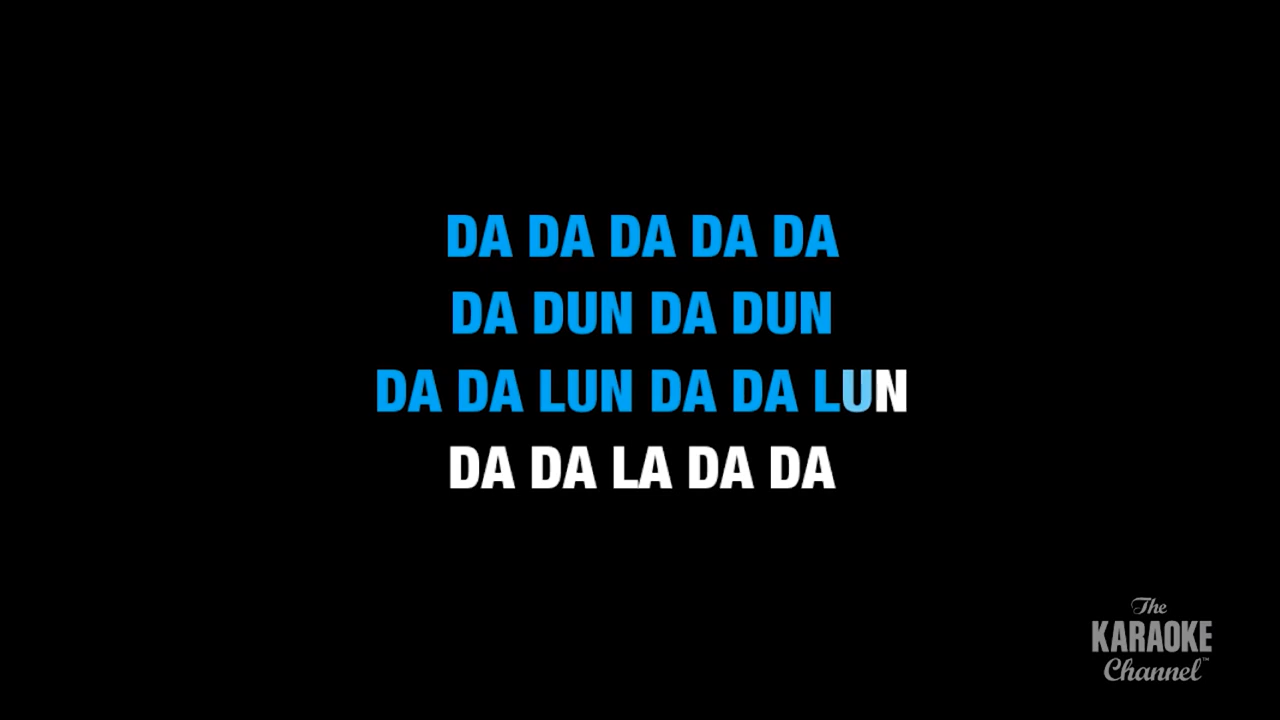 DA DA DA DA DA
DA DUN DA DUN
DA DA LUN DA DA LUN
DA DA LA DA DA
The
KARAOKE
Channel™